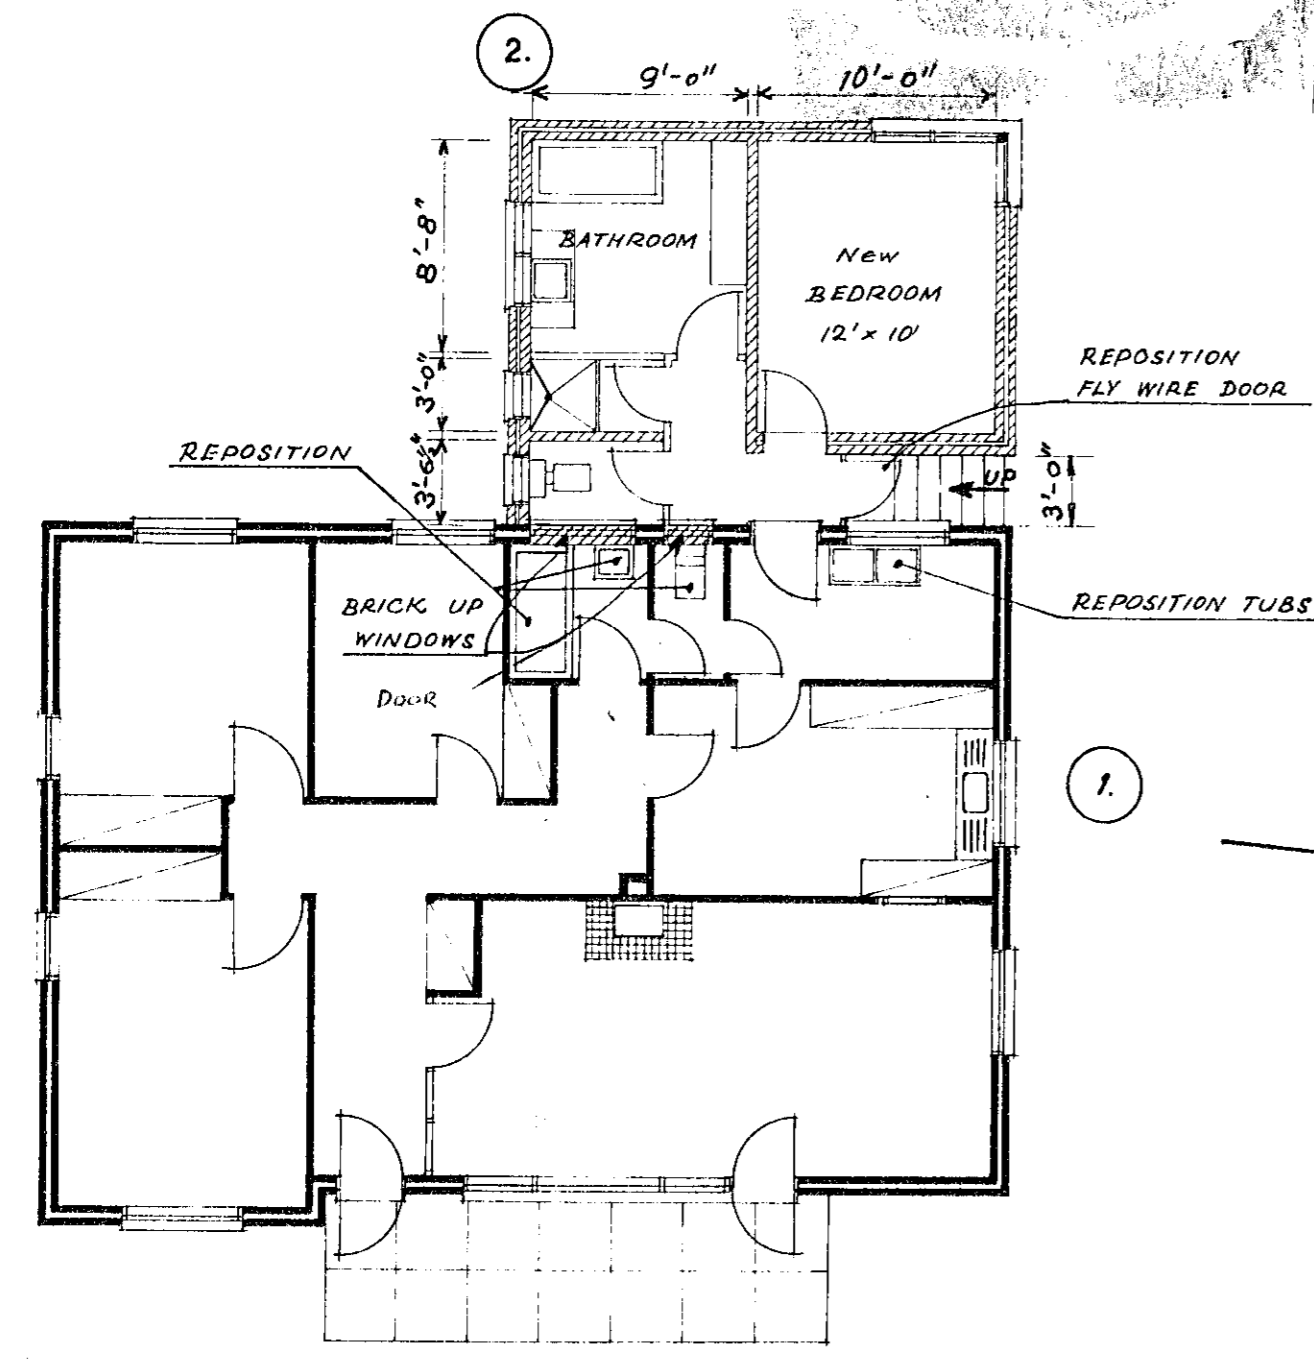 2.
9'-0" 10'-0"
8'-8"
BATHROOM
New
BEDROOM
12' x 10'
3'-0"
REPOSITION
FLY WIRE DOOR
REPOSITION
3'-6½"
UP
3'-0"
BRICK UP
WINDOWS
REPOSITION TUBS
DOOR
1.